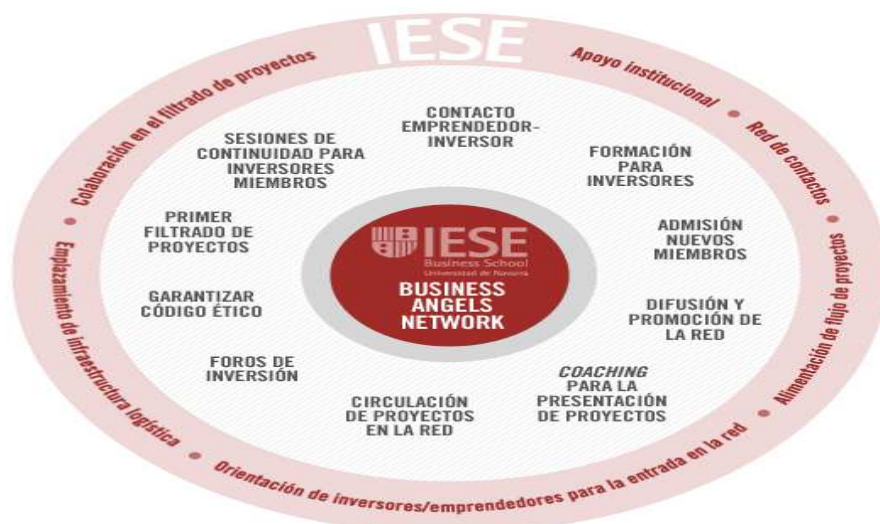 IESE
Apoyo institucional • Red de contactos • Alimentación de flujo de proyectos • Orientación de inversores/emprendedores para la entrada en la red • Emplazamiento de infraestructura logística • Colaboración en el filtrado de proyectos
CONTACTO
EMPRENDEDOR-
INVERSOR
FORMACIÓN
PARA
INVERSORES
ADMISIÓN
NUEVOS
MIEMBROS
DIFUSIÓN Y
PROMOCIÓN DE
LA RED
COACHING
PARA LA
PRESENTACIÓN
DE PROYECTOS
CIRCULACIÓN
DE PROYECTOS
EN LA RED
FOROS DE
INVERSIÓN
GARANTIZAR
CÓDIGO ÉTICO
PRIMER
FILTRADO DE
PROYECTOS
SESIONES DE
CONTINUIDAD PARA
INVERSORES
MIEMBROS
IESE
Business School
Universidad de Navarra
BUSINESS
ANGELS
NETWORK